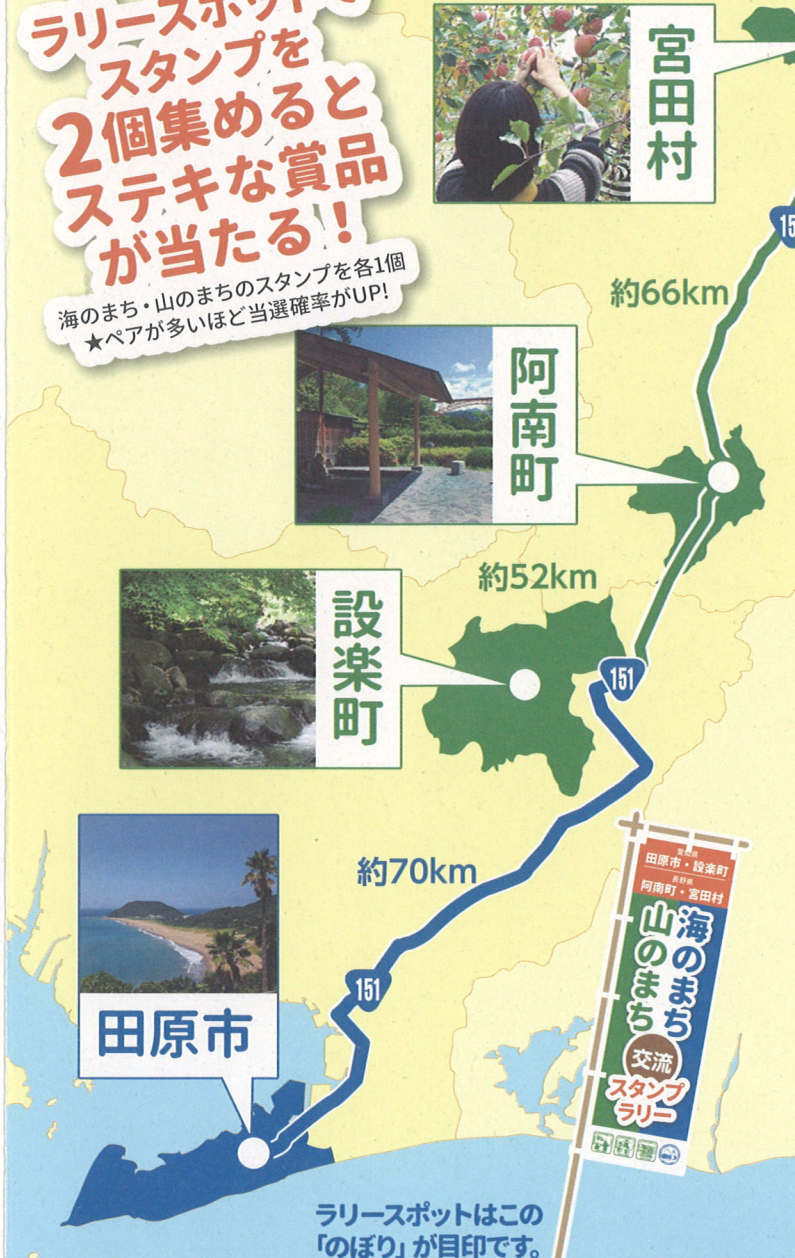 ラリースポットで
スタンプを
2個集めると
ステキな賞品
が当たる！
海のまち・山のまちのスタンプを各1個
★ペアが多いほど当選確率がUP!
宮田村
15
約66km
阿南町
約52km
設楽町
151
約70km
151
田原市
愛知県
田原市・設楽町
長野県
阿南町・宮田村
海のまち
山のまち
交流
スタンプ
ラリー
ラリースポットはこの
「のぼり」が目印です。